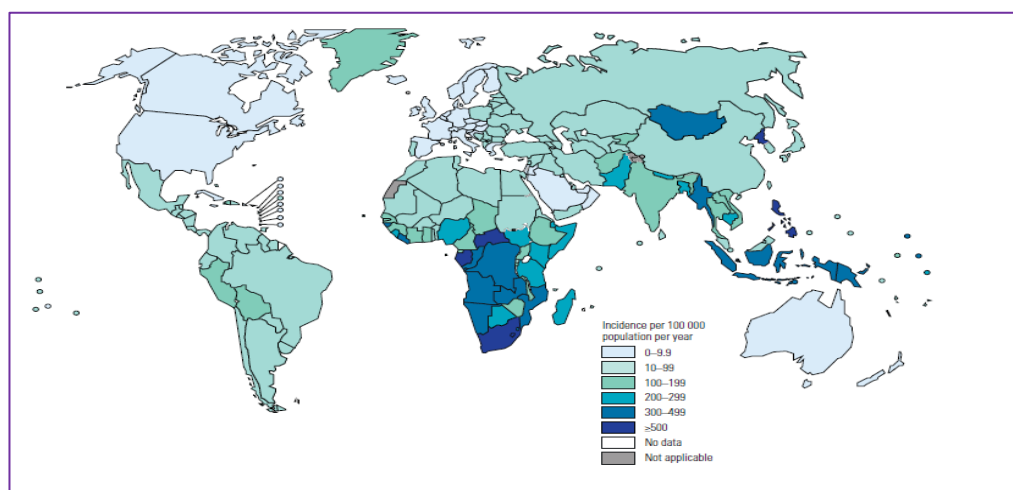 Incidence per 100 000
population per year
0–9.9
10–99
100–199
200–299
300–499
≥500
No data
Not applicable